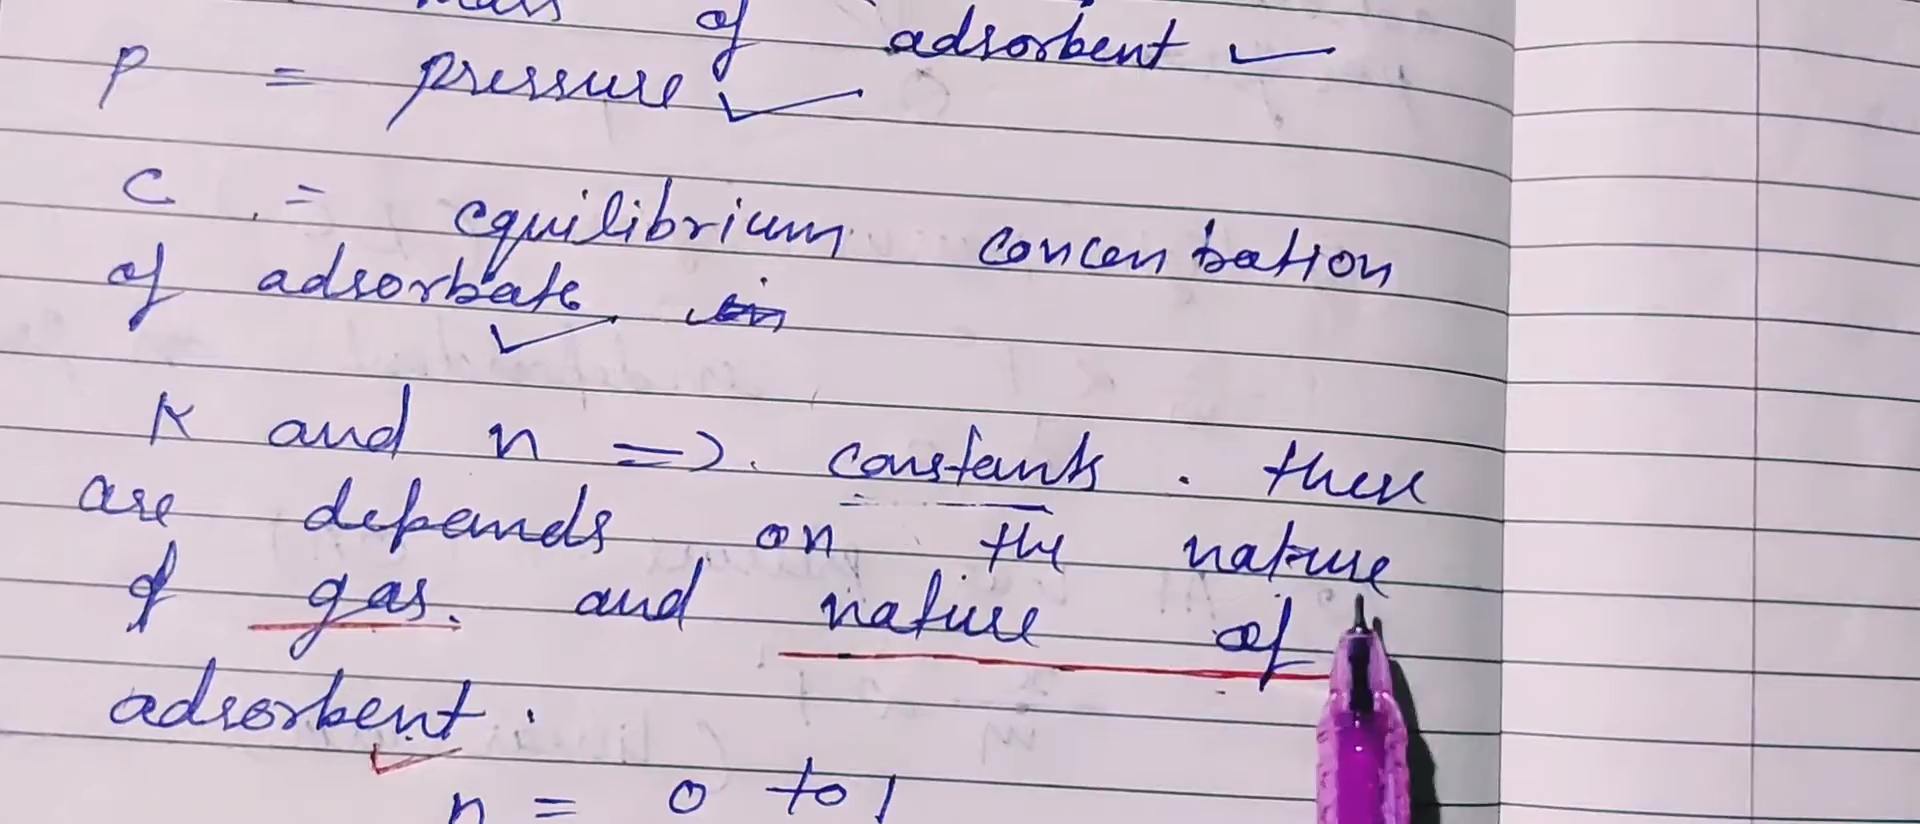 mass of adsorbent
P = pressure
C = equilibrium concentration
of adsorbate
K and n => constants. these
are depends on the nature
of gas. and nature of
adsorbent.
n = 0 to 1